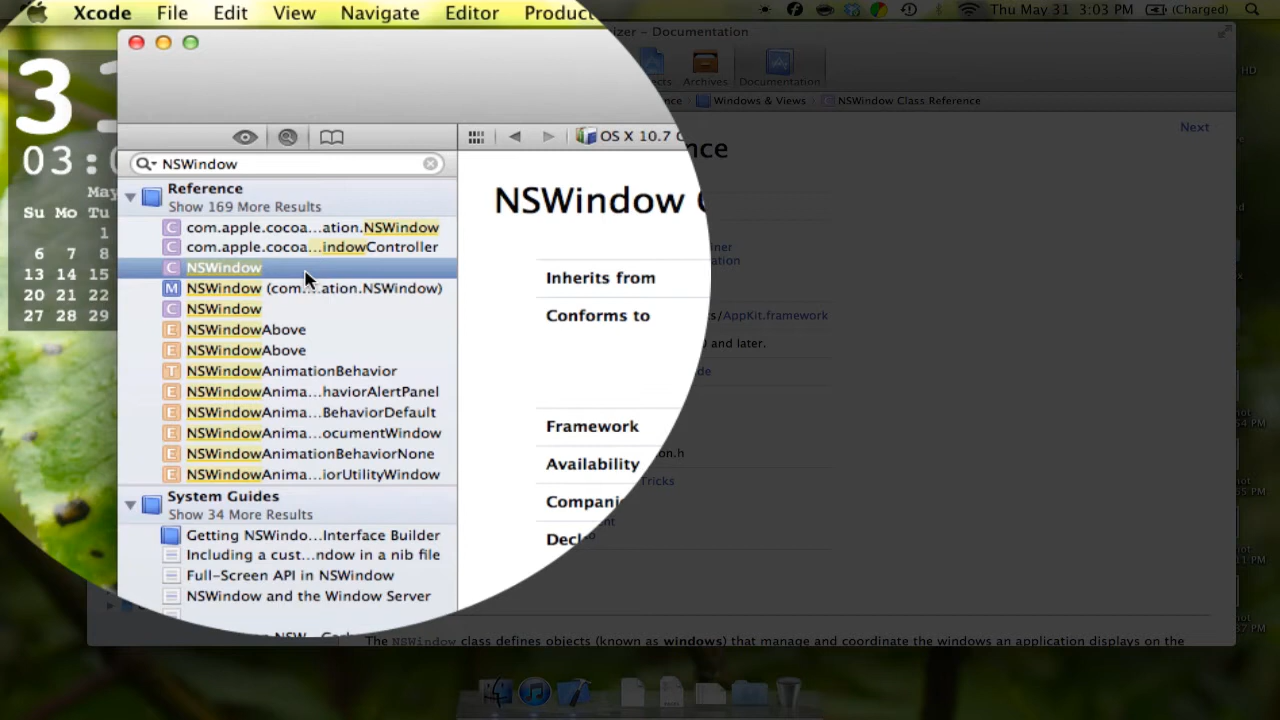 Xcode File Edit View Navigate Editor Product
Thu May 31 3:03 PM (Charged)
izer – Documentation
Archives Documentation
Windows & Views NSWindow Class Reference
OS X 10.7
NSWindow
Next
31
03:
May
Su Mo Tu
1
6 7 8
13 14 15
20 21 22
27 28 29
Reference
Show 169 More Results
com.apple.cocoa...ation.NSWindow
com.apple.cocoa...indowController
NSWindow
NSWindow (com....ation.NSWindow)
NSWindow
NSWindowAbove
NSWindowAbove
NSWindowAnimationBehavior
NSWindowAnima...haviorAlertPanel
NSWindowAnima...BehaviorDefault
NSWindowAnima...ocumentWindow
NSWindowAnimationBehaviorNone
NSWindowAnima...iorUtilityWindow
System Guides
Show 34 More Results
Getting NSWindo...Interface Builder
Including a cust...ndow in a nib file
Full-Screen API in NSWindow
NSWindow and the Window Server
NSWindow
Inherits from
Conforms to
/AppKit.framework
and later.
Framework
Availability
Tricks
HD
The NSWindow class defines objects (known as windows) that manage and coordinate the windows an application displays on the